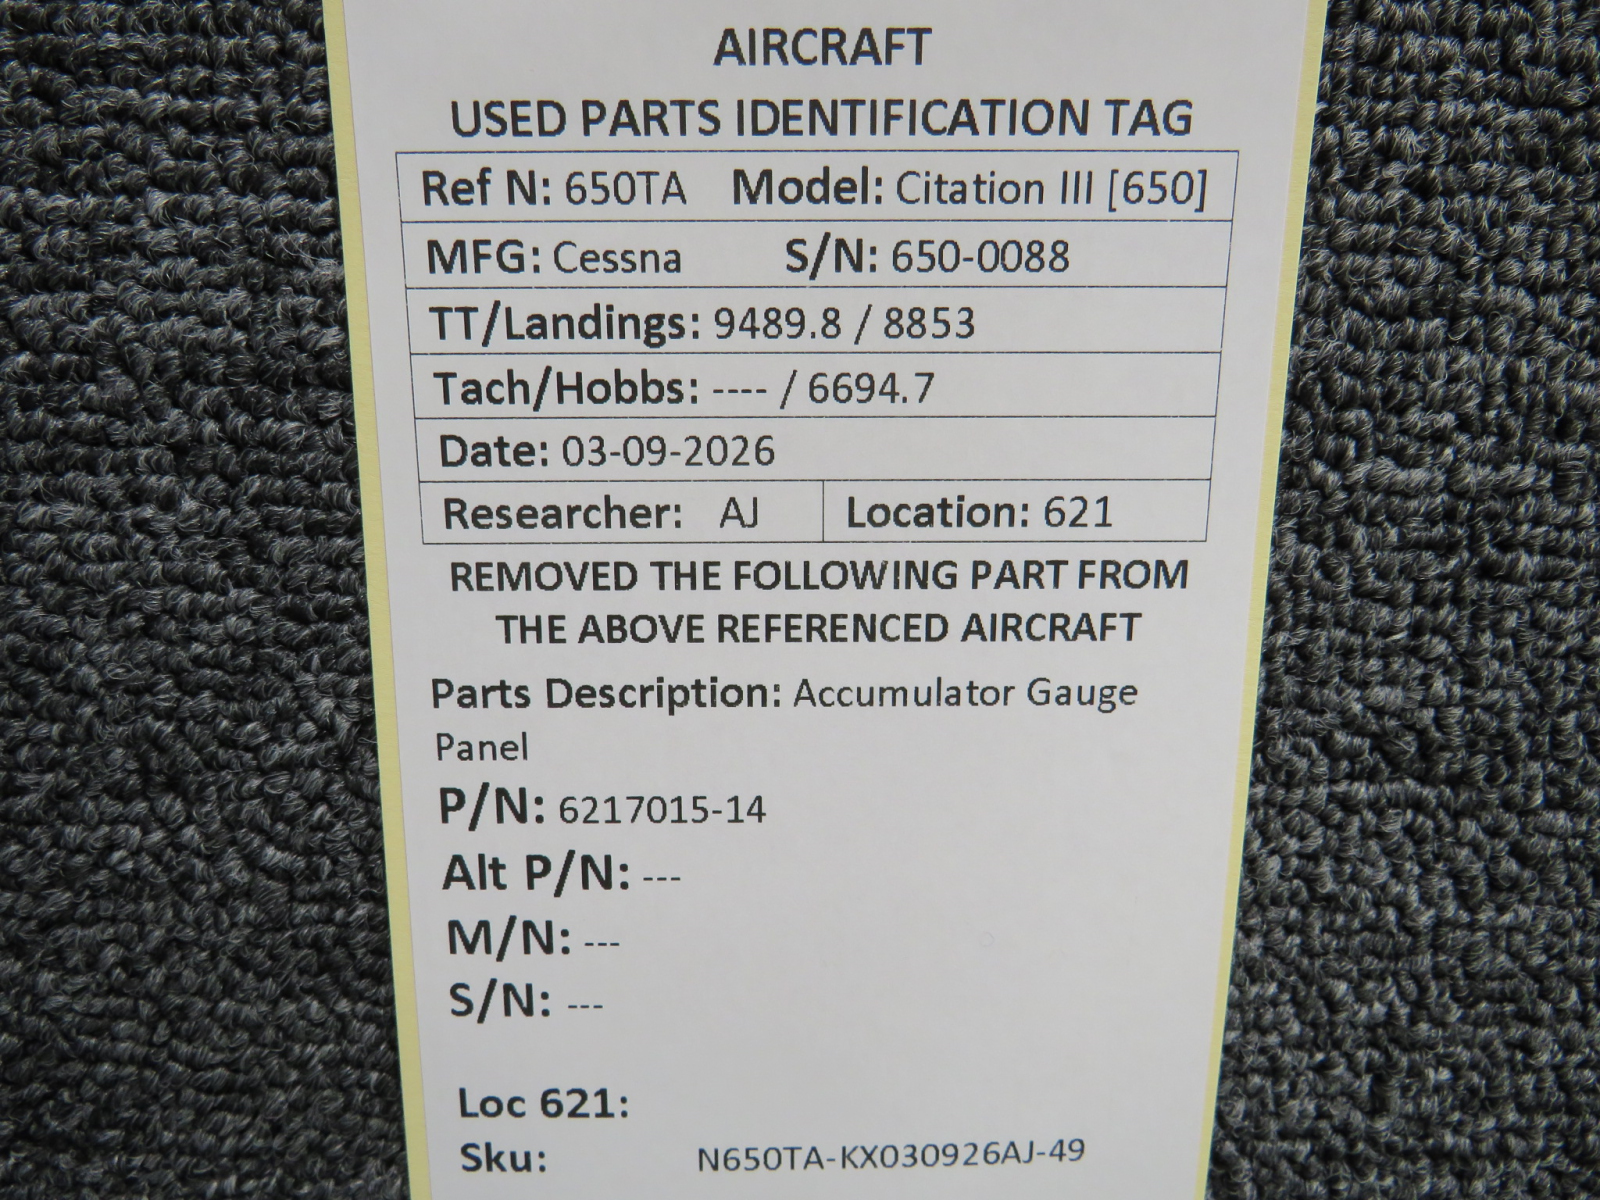 AIRCRAFT
USED PARTS IDENTIFICATION TAG
Ref N: 650TA Model: Citation III [650]
MFG: Cessna S/N: 650-0088
TT/Landings: 9489.8 / 8853
Tach/Hobbs: ---- / 6694.7
Date: 03-09-2026
Researcher: AJ Location: 621
REMOVED THE FOLLOWING PART FROM
THE ABOVE REFERENCED AIRCRAFT
Parts Description: Accumulator Gauge
Panel
P/N: 6217015-14
Alt P/N: ---
M/N: ---
S/N: ---
Loc 621:
Sku: N650TA-KX030926AJ-49